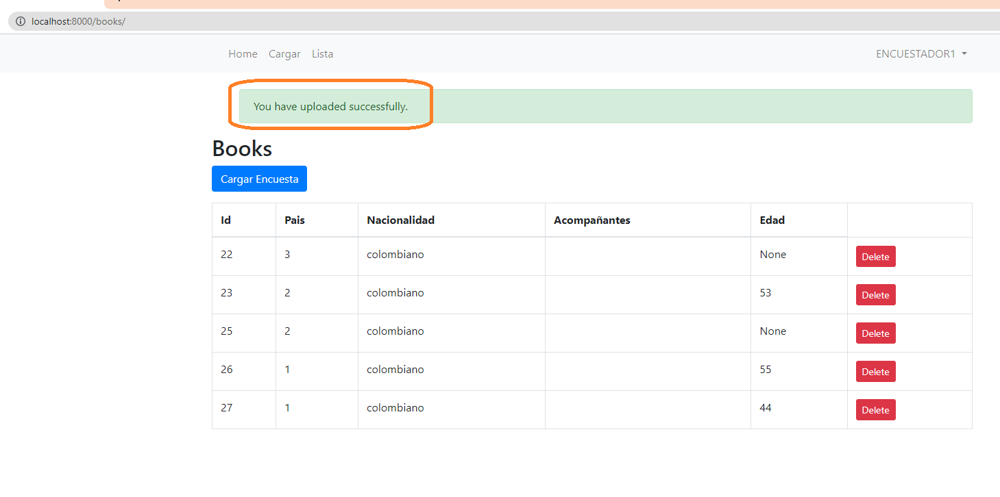 localhost:8000/books/
Home Cargar Lista ENCUESTADOR1
You have uploaded successfully.
Books
Cargar Encuesta
Id Pais Nacionalidad Acompañantes Edad
22 3 colombiano None Delete
23 2 colombiano 53 Delete
25 2 colombiano None Delete
26 1 colombiano 55 Delete
27 1 colombiano 44 Delete